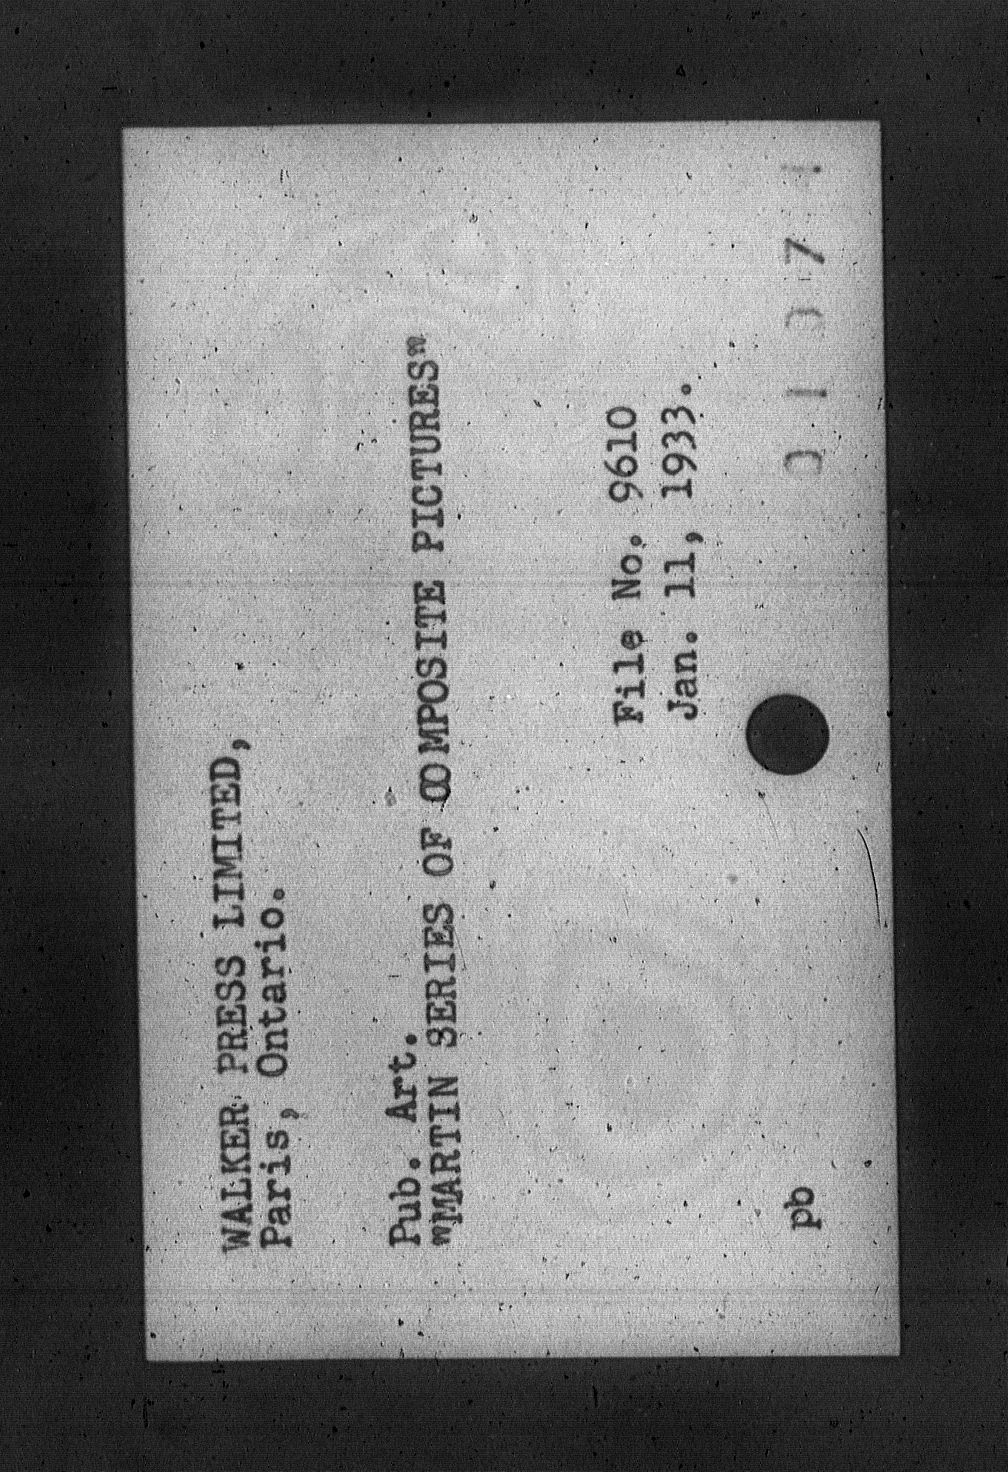 WALKER PRESS LIMITED,
Paris, Ontario.
Pub. Art.
"MARTIN SERIES OF COMPOSITE PICTURES"
File No. 9610
Jan. 11, 1933.
pb
01071